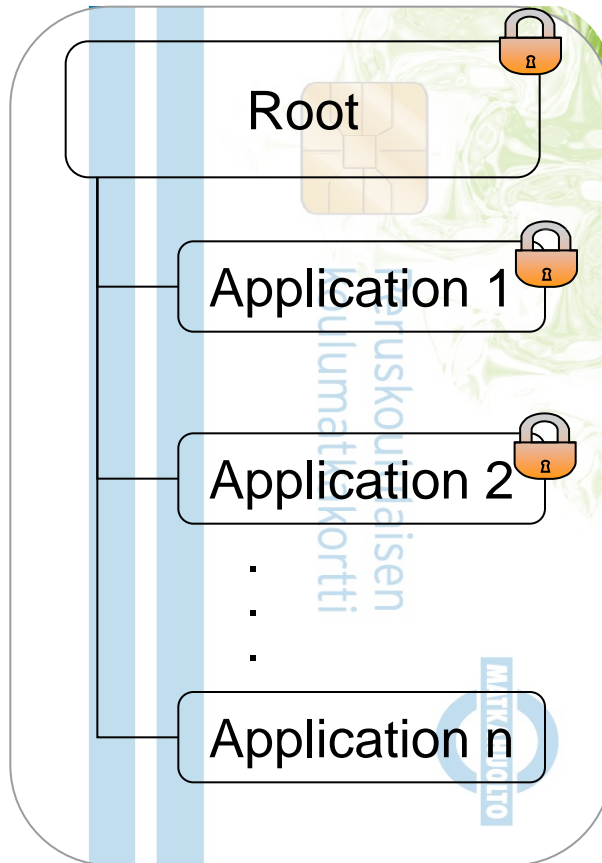 Root
Application 1
Application 2
.
.
.
Application n
Peruskoululaisen
koulumatkakortti
MATKAHUOLTO